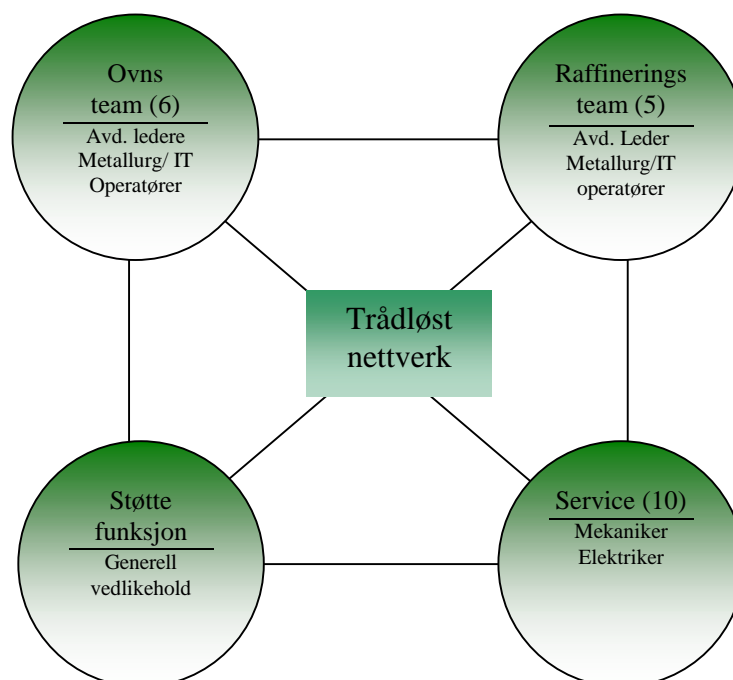 Ovns
team (6)
Avd. ledere
Metallurg/ IT
Operatører
Raffinerings
team (5)
Avd. Leder
Metallurg/IT
operatører
Trådløst
nettverk
Støtte
funksjon
Generell
vedlikehold
Service (10)
Mekaniker
Elektriker